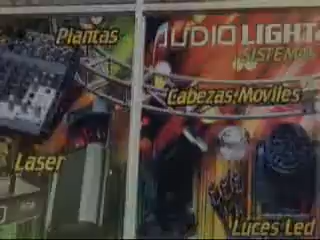 Plantas
AUDIO LIGHT
SISTEMAS
Cabezas Moviles
Laser
Luces Led